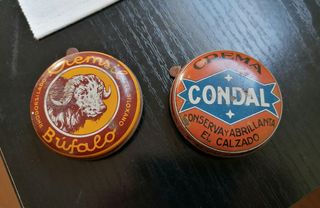 Crema
Búfalo
CREMA
CONDAL
CONSERVA Y ABRILLANTA
EL CALZADO